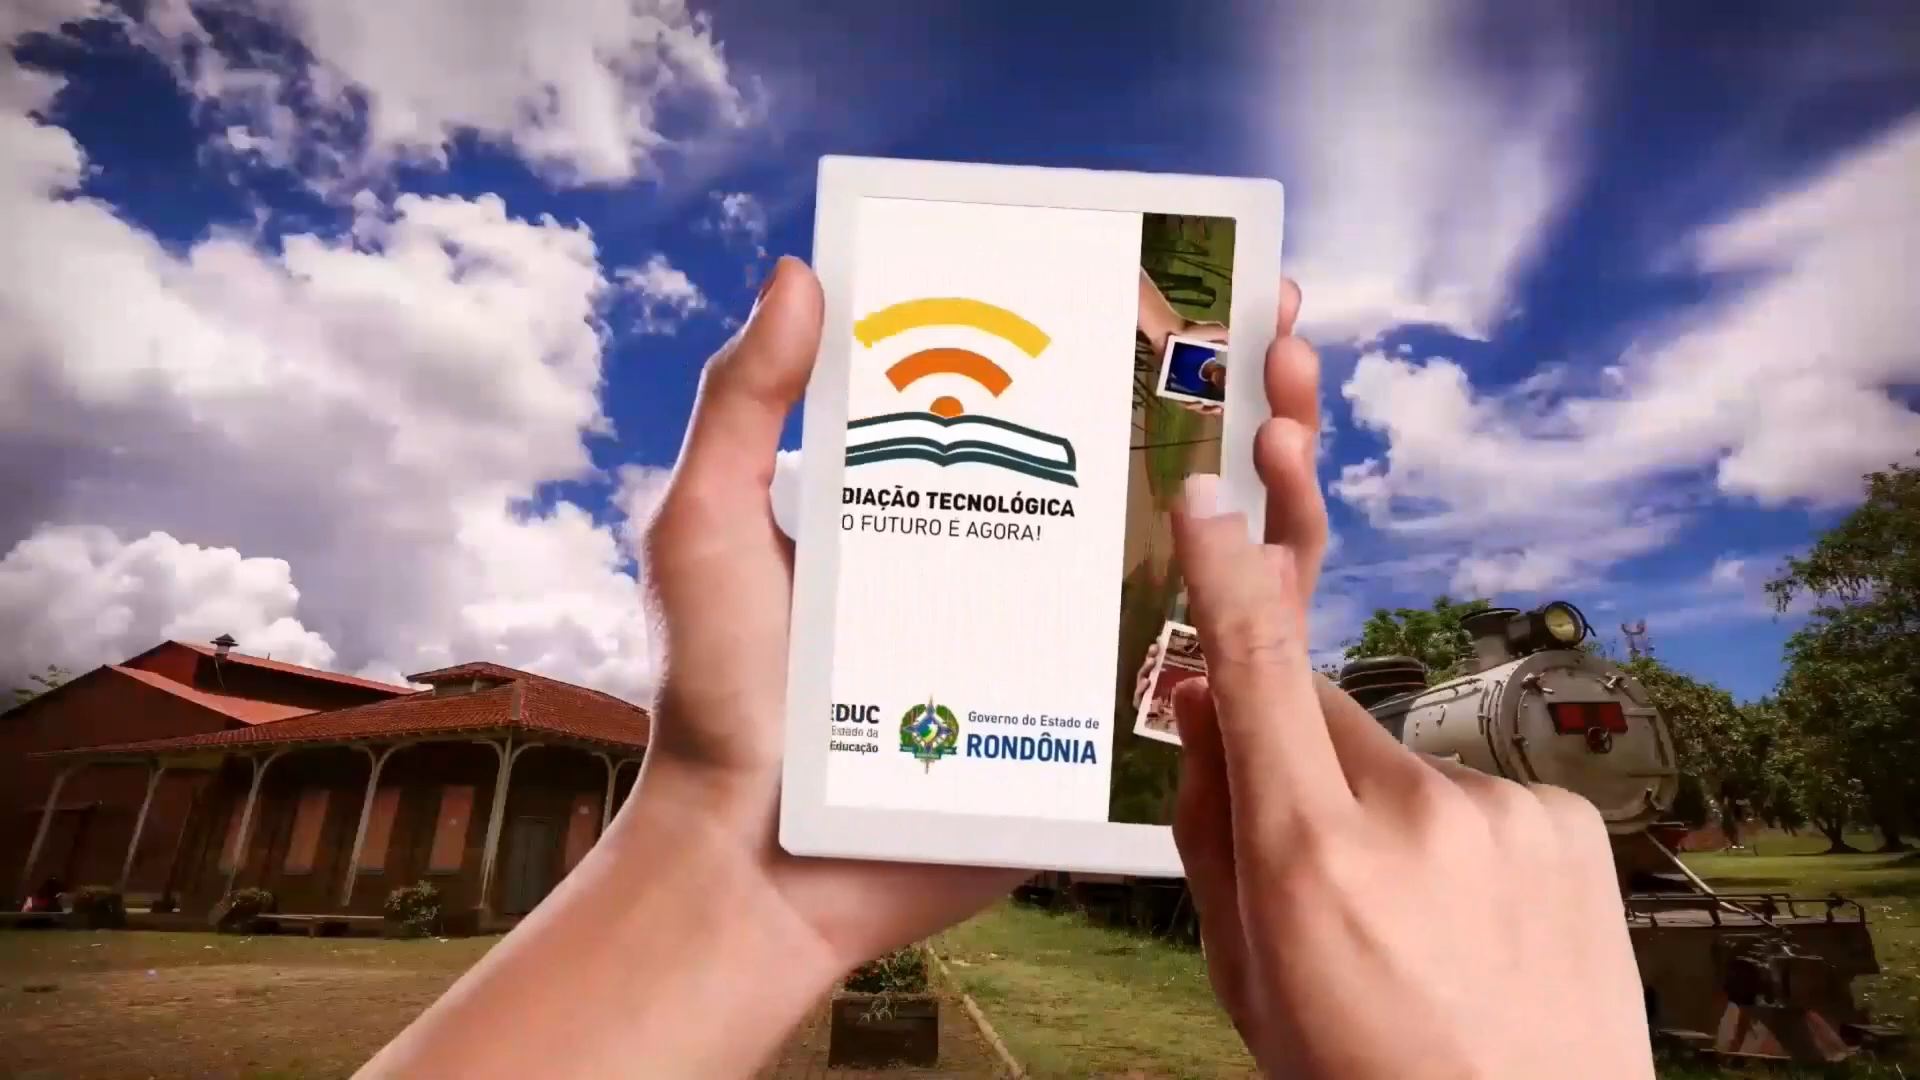 DIAÇÃO TECNOLÓGICA
O FUTURO É AGORA!
EDUC
Estado da
Educação
Governo do Estado de
RONDÔNIA